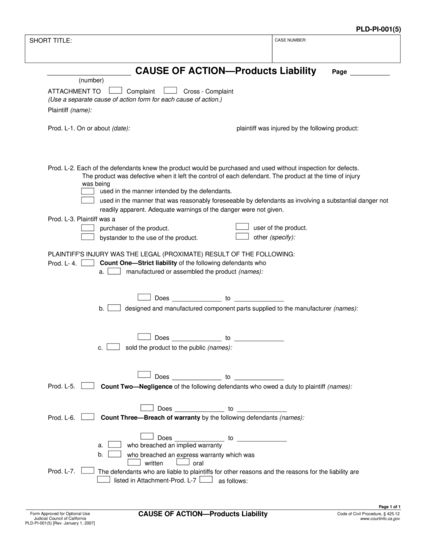 PLD-PI-001(5)
SHORT TITLE:
CASE NUMBER:
CAUSE OF ACTION—Products Liability
Page
(number)
ATTACHMENT TO Complaint Cross - Complaint
(Use a separate cause of action form for each cause of action.)
Plaintiff (name):
Prod. L-1. On or about (date): plaintiff was injured by the following product:
Prod. L-2. Each of the defendants knew the product would be purchased and used without inspection for defects.
The product was defective when it left the control of each defendant. The product at the time of injury
was being
used in the manner intended by the defendants.
used in the manner that was reasonably foreseeable by defendants as involving a substantial danger not
readily apparent. Adequate warnings of the danger were not given.
Prod. L-3. Plaintiff was a
purchaser of the product. user of the product.
bystander to the use of the product. other (specify):
PLAINTIFF'S INJURY WAS THE LEGAL (PROXIMATE) RESULT OF THE FOLLOWING:
Prod. L- 4. Count One—Strict liability of the following defendants who
a. manufactured or assembled the product (names):
Does to
b. designed and manufactured component parts supplied to the manufacturer (names):
Does to
c. sold the product to the public (names):
Does to
Prod. L-5. Count Two—Negligence of the following defendants who owed a duty to plaintiff (names):
Does to
Prod. L-6. Count Three—Breach of warranty by the following defendants (names):
Does to
a. who breached an implied warranty
b. who breached an express warranty which was
written oral
Prod. L-7. The defendants who are liable to plaintiffs for other reasons and the reasons for the liability are
listed in Attachment-Prod. L-7 as follows:
Page 1 of 1
Form Approved for Optional Use
Judicial Council of California
PLD-PI-001(5) [Rev. January 1, 2007]
CAUSE OF ACTION—Products Liability
Code of Civil Procedure, § 425.12
www.courtinfo.ca.gov